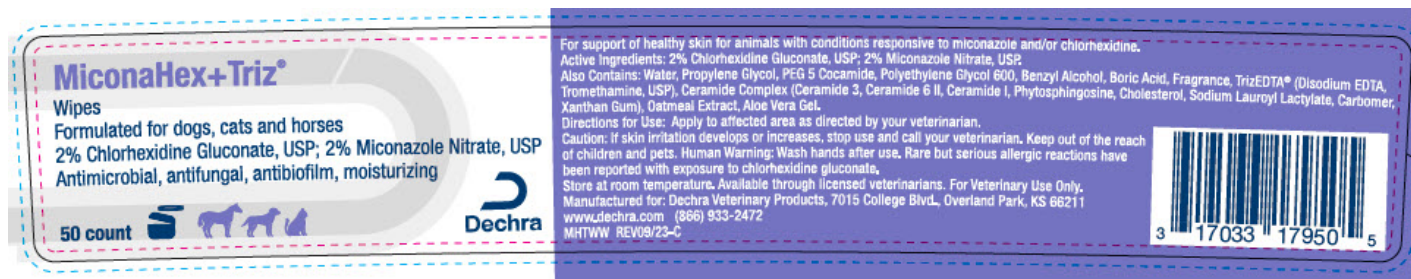 MiconaHex+Triz®
Wipes
Formulated for dogs, cats and horses
2% Chlorhexidine Gluconate, USP; 2% Miconazole Nitrate, USP
Antimicrobial, antifungal, antibiofilm, moisturizing
50 count
Dechra
For support of healthy skin for animals with conditions responsive to miconazole and/or chlorhexidine.
Active Ingredients: 2% Chlorhexidine Gluconate, USP; 2% Miconazole Nitrate, USP.
Also Contains: Water, Propylene Glycol, PEG 5 Cocamide, Polyethylene Glycol 600, Benzyl Alcohol, Boric Acid, Fragrance, TrizEDTA® (Disodium EDTA,
Tromethamine, USP), Ceramide Complex (Ceramide 3, Ceramide 6 II, Ceramide I, Phytosphingosine, Cholesterol, Sodium Lauroyl Lactylate, Carbomer,
Xanthan Gum), Oatmeal Extract, Aloe Vera Gel.
Directions for Use: Apply to affected area as directed by your veterinarian.
Caution: If skin irritation develops or increases, stop use and call your veterinarian. Keep out of the reach
of children and pets. Human Warning: Wash hands after use. Rare but serious allergic reactions have
been reported with exposure to chlorhexidine gluconate.
Store at room temperature. Available through licensed veterinarians. For Veterinary Use Only.
Manufactured for: Dechra Veterinary Products, 7015 College Blvd., Overland Park, KS 66211
www.dechra.com (866) 933-2472
MHTWW REV09/23-C
3 17033 17950 5